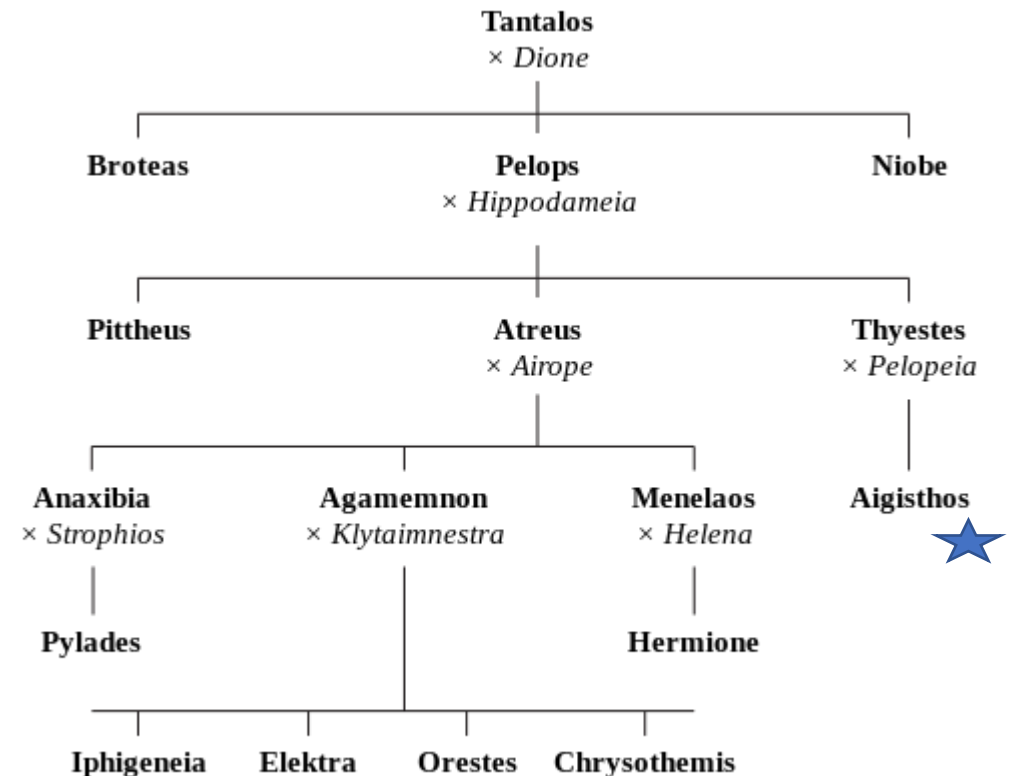 Tantalos
× Dione
Broteas Pelops Niobe
× Hippodameia
Pittheus Atreus Thyestes
× Airope × Pelopeia
Anaxibia Agamemnon Menelaos Aigisthos
× Strophios × Klytaimnestra × Helena
Pylades Hermione
Iphigeneia Elektra Orestes Chrysothemis